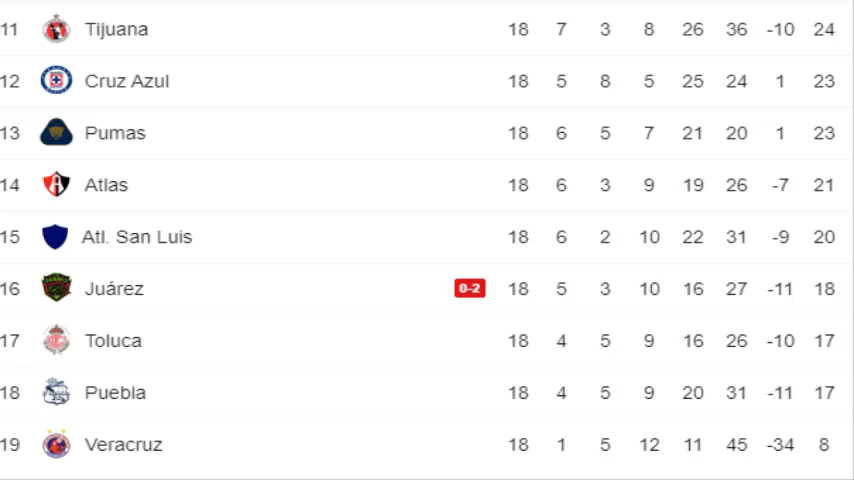 11 Tijuana 18 7 3 8 26 36 -10 24
12 Cruz Azul 18 5 8 5 25 24 1 23
13 Pumas 18 6 5 7 21 20 1 23
14 Atlas 18 6 3 9 19 26 -7 21
15 Atl. San Luis 18 6 2 10 22 31 -9 20
16 Juárez 0-2 18 5 3 10 16 27 -11 18
17 Toluca 18 4 5 9 16 26 -10 17
18 Puebla 18 4 5 9 20 31 -11 17
19 Veracruz 18 1 5 12 11 45 -34 8